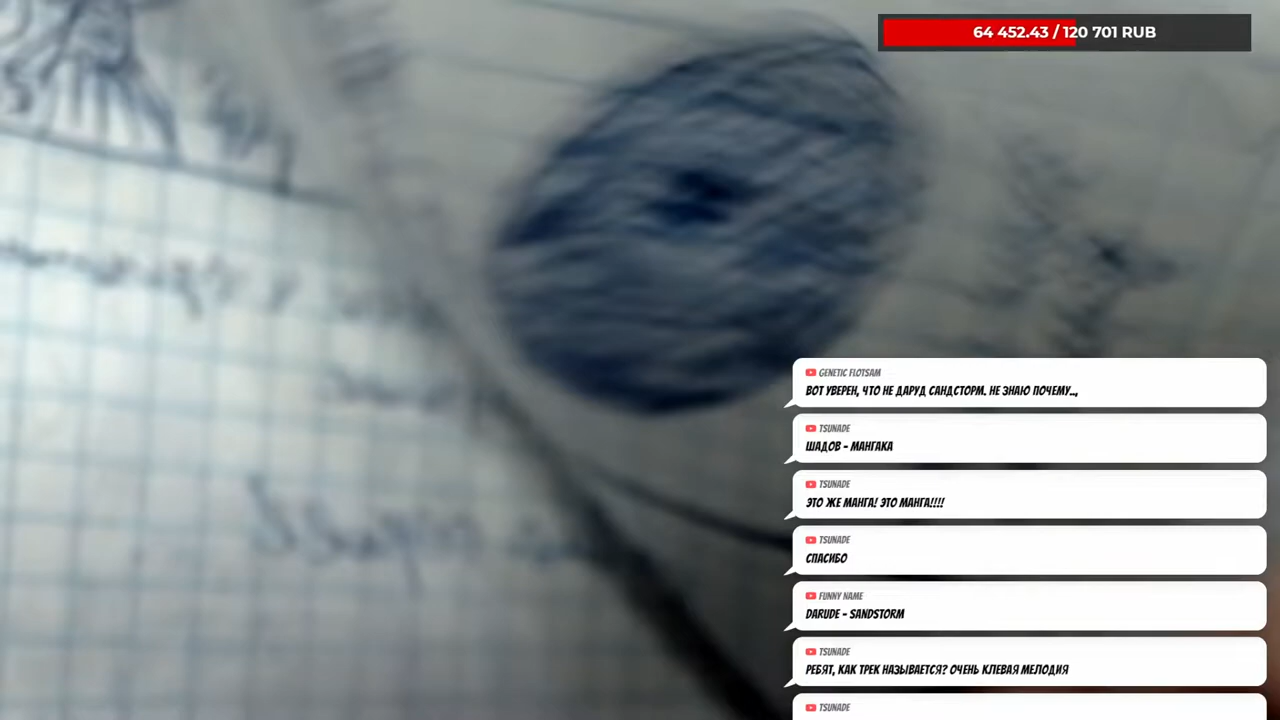 64 452.43 / 120 701 RUB
GENETIC FLOTSAM
ВОТ УВЕРЕН, ЧТО НЕ ДАРУД САНДСТОРМ. НЕ ЗНАЮ ПОЧЕМУ..,
TSUNADE
ШАДОВ - МАНГАКА
TSUNADE
ЭТО ЖЕ МАНГА! ЭТО МАНГА!!!!
TSUNADE
СПАСИБО
FUNNY NAME
DARUDE - SANDSTORM
TSUNADE
РЕБЯТ, КАК ТРЕК НАЗЫВАЕТСЯ? ОЧЕНЬ КЛЕВАЯ МЕЛОДИЯ
TSUNADE